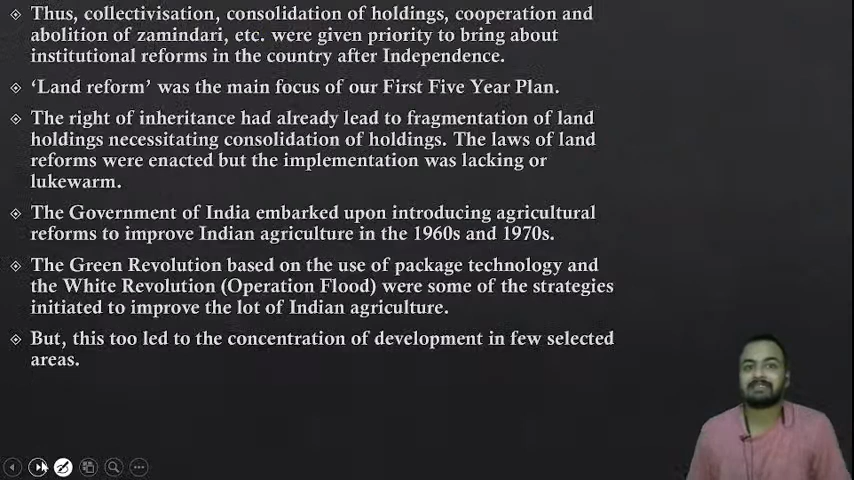 Thus, collectivisation, consolidation of holdings, cooperation and
abolition of zamindari, etc. were given priority to bring about
institutional reforms in the country after Independence.
‘Land reform’ was the main focus of our First Five Year Plan.
The right of inheritance had already lead to fragmentation of land
holdings necessitating consolidation of holdings. The laws of land
reforms were enacted but the implementation was lacking or
lukewarm.
The Government of India embarked upon introducing agricultural
reforms to improve Indian agriculture in the 1960s and 1970s.
The Green Revolution based on the use of package technology and
the White Revolution (Operation Flood) were some of the strategies
initiated to improve the lot of Indian agriculture.
But, this too led to the concentration of development in few selected
areas.